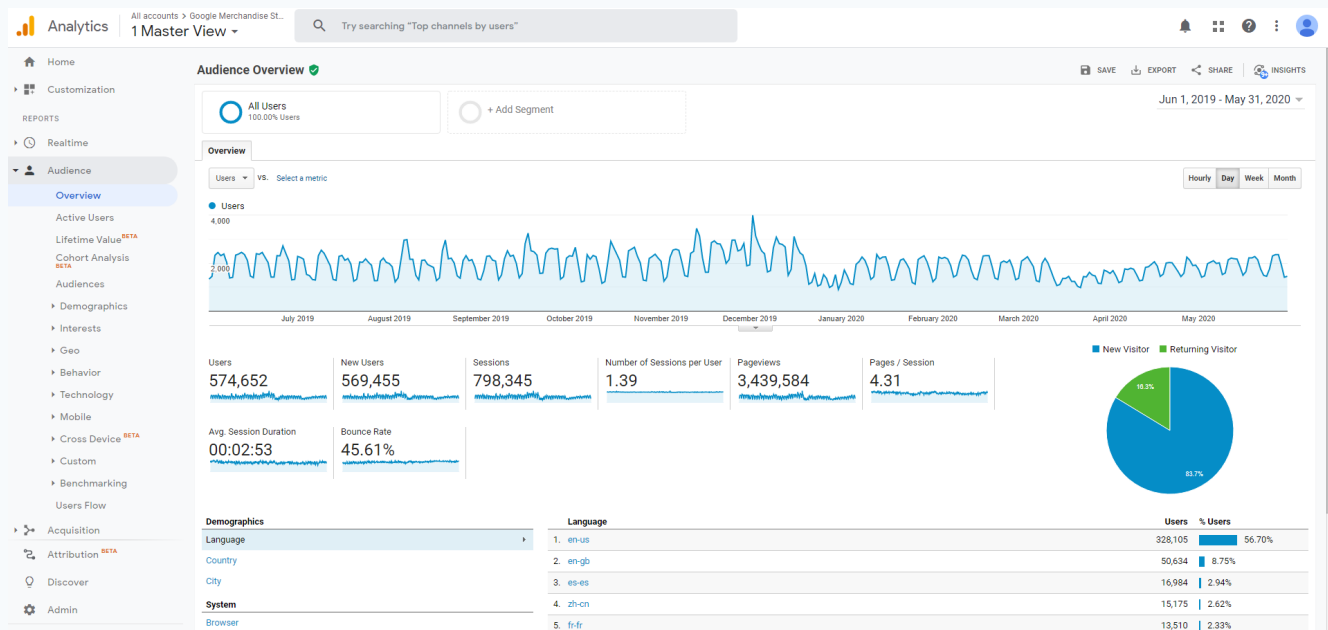 Analytics
All accounts > Google Merchandise St...
1 Master View
Try searching "Top channels by users"
Home
Customization
REPORTS
Realtime
Audience
Overview
Active Users
Lifetime Value BETA
Cohort Analysis
BETA
Audiences
Demographics
Interests
Geo
Behavior
Technology
Mobile
Cross Device BETA
Custom
Benchmarking
Users Flow
Acquisition
Attribution BETA
Discover
Admin
Audience Overview
SAVE EXPORT SHARE INSIGHTS
All Users
100.00% Users
+ Add Segment
Jun 1, 2019 - May 31, 2020
Overview
Users vs. Select a metric
Hourly Day Week Month
Users
4,000
2,000
July 2019 August 2019 September 2019 October 2019 November 2019 December 2019 January 2020 February 2020 March 2020 April 2020 May 2020
New Visitor Returning Visitor
16.3%
83.7%
Users
574,652
New Users
569,455
Sessions
798,345
Number of Sessions per User
1.39
Pageviews
3,439,584
Pages / Session
4.31
Avg. Session Duration
00:02:53
Bounce Rate
45.61%
Demographics
Language
Country
City
System
Browser
Language Users % Users
1. en-us 328,105 56.70%
2. en-gb 50,634 8.75%
3. es-es 16,984 2.94%
4. zh-cn 15,175 2.62%
5. fr-fr 13,510 2.33%